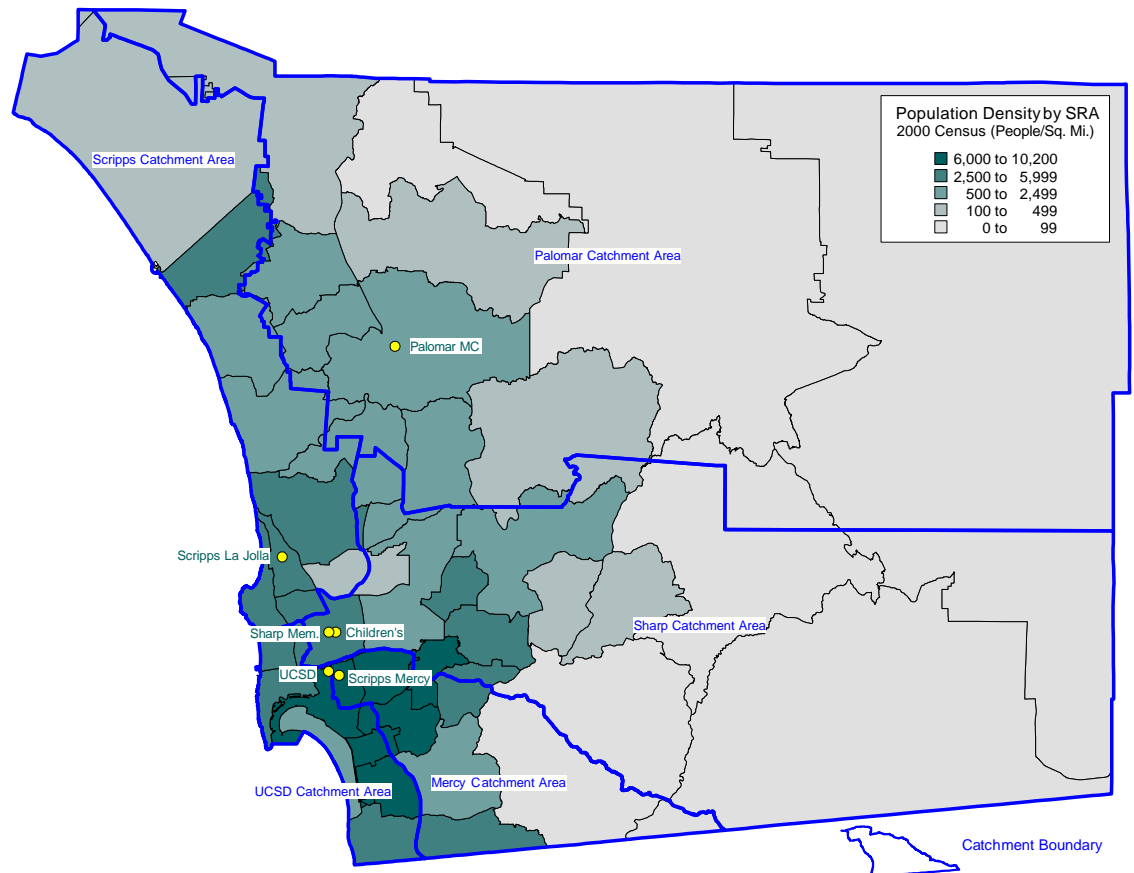 Population Density by SRA
2000 Census (People/Sq. Mi.)
6,000 to 10,200
2,500 to 5,999
500 to 2,499
100 to 499
0 to 99
Scripps Catchment Area
Palomar Catchment Area
Palomar MC
Scripps La Jolla
Sharp Mem.
Children's
Sharp Catchment Area
UCSD
Scripps Mercy
Mercy Catchment Area
UCSD Catchment Area
Catchment Boundary